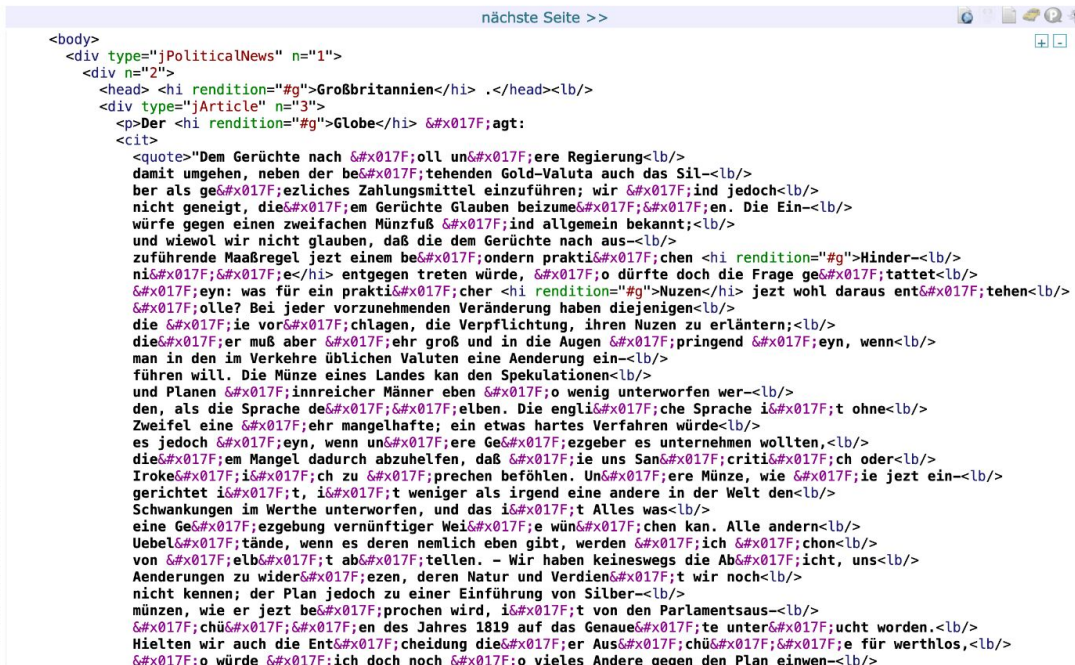 nächste Seite >>
<body>
<div type="jPoliticalNews" n="1">
<div n="2">
<head> <hi rendition="#g">Großbritannien</hi> .</head><lb/>
<div type="jArticle" n="3">
<p>Der <hi rendition="#g">Globe</hi> &#x017F;agt:
<cit>
<quote>"Dem Gerüchte nach &#x017F;oll un&#x017F;ere Regierung<lb/>
damit umgehen, neben der be&#x017F;tehenden Gold-Valuta auch das Sil-<lb/>
ber als ge&#x017F;ezliches Zahlungsmittel einzuführen; wir &#x017F;ind jedoch<lb/>
nicht geneigt, die&#x017F;em Gerüchte Glauben beizume&#x017F;&#x017F;en. Die Ein-<lb/>
würfe gegen einen zweifachen Münzfuß &#x017F;ind allgemein bekannt;<lb/>
und wiewol wir nicht glauben, daß die dem Gerüchte nach aus-<lb/>
zuführende Maaßregel jezt einem be&#x017F;ondern prakti&#x017F;chen <hi rendition="#g">Hinder-<lb/>
ni&#x017F;&#x017F;e</hi> entgegen treten würde, &#x017F;o dürfte doch die Frage ge&#x017F;tattet<lb/>
&#x017F;eyn: was für ein prakti&#x017F;cher <hi rendition="#g">Nuzen</hi> jezt wohl daraus ent&#x017F;tehen<lb/>
&#x017F;olle? Bei jeder vorzunehmenden Veränderung haben diejenigen<lb/>
die &#x017F;ie vor&#x017F;chlagen, die Verpflichtung, ihren Nuzen zu erläntern;<lb/>
die&#x017F;er muß aber &#x017F;ehr groß und in die Augen &#x017F;pringend &#x017F;eyn, wenn<lb/>
man in den im Verkehre üblichen Valuten eine Aenderung ein-<lb/>
führen will. Die Münze eines Landes kan den Spekulationen<lb/>
und Planen &#x017F;innreicher Männer eben &#x017F;o wenig unterworfen wer-<lb/>
den, als die Sprache de&#x017F;&#x017F;elben. Die engli&#x017F;che Sprache i&#x017F;t ohne<lb/>
Zweifel eine &#x017F;ehr mangelhafte; ein etwas hartes Verfahren würde<lb/>
es jedoch &#x017F;eyn, wenn un&#x017F;ere Ge&#x017F;ezgeber es unternehmen wollten,<lb/>
die&#x017F;em Mangel dadurch abzuhelfen, daß &#x017F;ie uns San&#x017F;criti&#x017F;ch oder<lb/>
Iroke&#x017F;i&#x017F;ch zu &#x017F;prechen beföhlen. Un&#x017F;ere Münze, wie &#x017F;ie jezt ein-<lb/>
gerichtet i&#x017F;t, i&#x017F;t weniger als irgend eine andere in der Welt den<lb/>
Schwankungen im Werthe unterworfen, und das i&#x017F;t Alles was<lb/>
eine Ge&#x017F;ezgebung vernünftiger Wei&#x017F;e wün&#x017F;chen kan. Alle andern<lb/>
Uebel&#x017F;tände, wenn es deren nemlich eben gibt, werden &#x017F;ich &#x017F;chon<lb/>
von &#x017F;elb&#x017F;t ab&#x017F;tellen. – Wir haben keineswegs die Ab&#x017F;icht, uns<lb/>
Aenderungen zu wider&#x017F;ezen, deren Natur und Verdien&#x017F;t wir noch<lb/>
nicht kennen; der Plan jedoch zu einer Einführung von Silber-<lb/>
münzen, wie er jezt be&#x017F;prochen wird, i&#x017F;t von den Parlamentsaus-<lb/>
&#x017F;chü&#x017F;&#x017F;en des Jahres 1819 auf das Genaue&#x017F;te unter&#x017F;ucht worden.<lb/>
Hielten wir auch die Ent&#x017F;cheidung die&#x017F;er Aus&#x017F;chü&#x017F;&#x017F;e für werthlos,<lb/>
&#x017F;o würde &#x017F;ich doch noch &#x017F;o vieles Andere gegen den Plan einwen-<lb/>